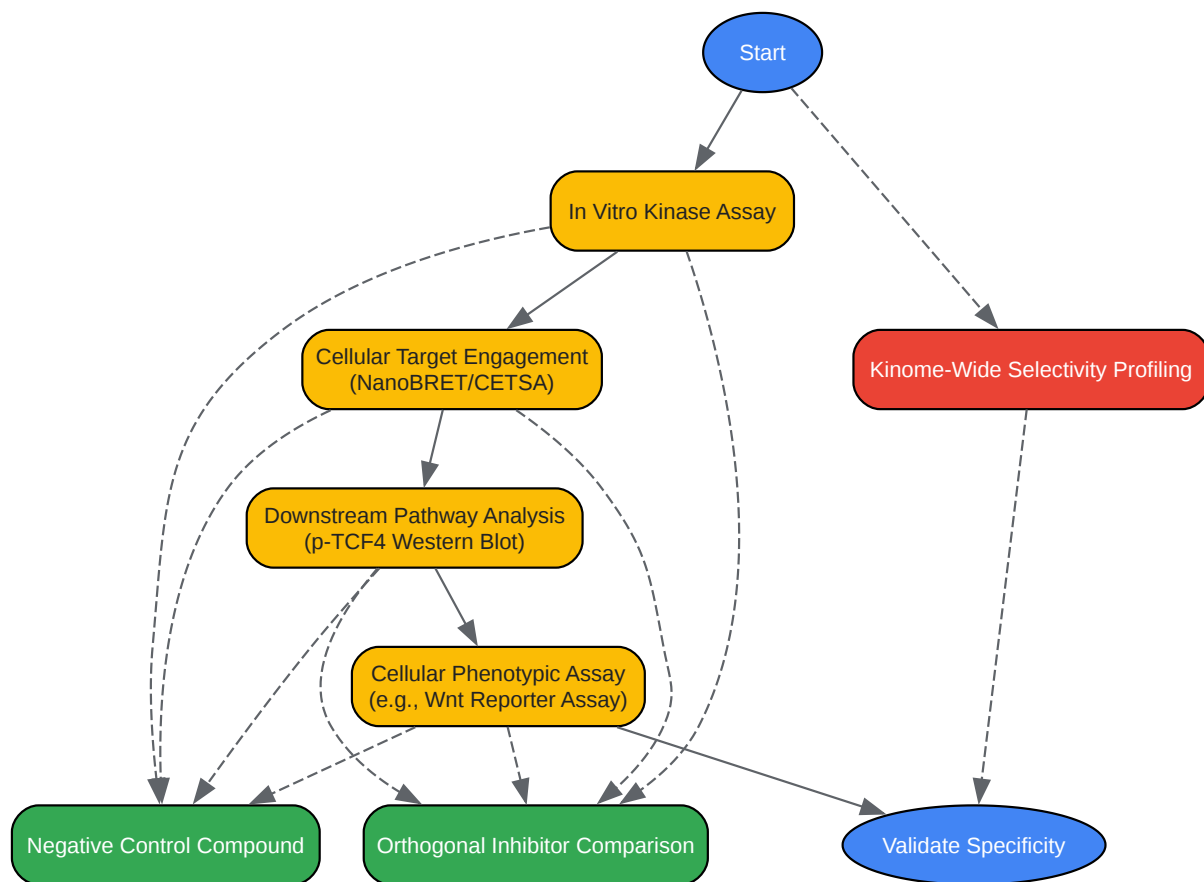 Start
In Vitro Kinase Assay
Cellular Target Engagement
(NanoBRET/CETSA)
Kinome-Wide Selectivity Profiling
Downstream Pathway Analysis
(p-TCF4 Western Blot)
Cellular Phenotypic Assay
(e.g., Wnt Reporter Assay)
Negative Control Compound
Orthogonal Inhibitor Comparison
Validate Specificity